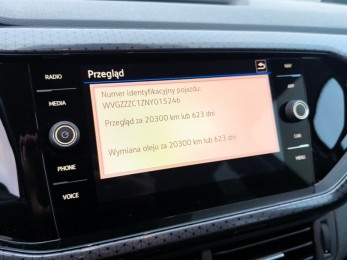 Przegląd
Numer identyfikacyjny pojazdu:
WVGZZZC1ZNY015246
Przegląd za 20300 km lub 623 dni
Wymiana oleju za 20300 km lub 623 dni
RADIO
MEDIA
PHONE
VOICE
NAV
CAR
MENU